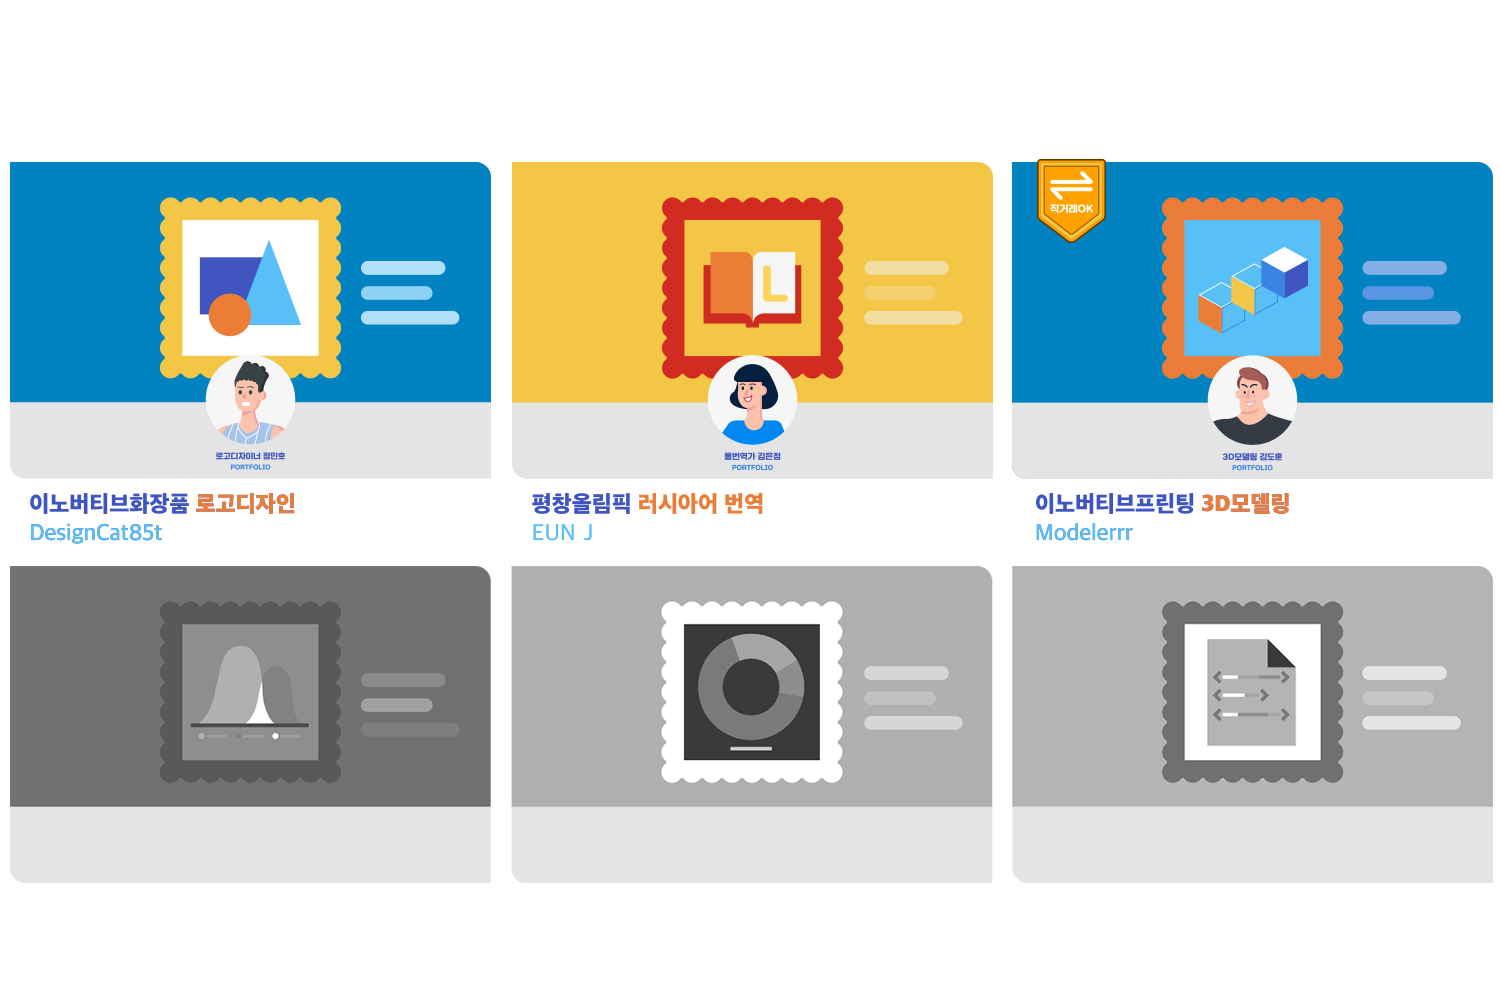 직거래OK
로고디자이너 정민호
PORTFOLIO
통번역가 김은정
PORTFOLIO
3D모델링 김도훈
PORTFOLIO
이노버티브화장품 로고디자인
DesignCat85t
평창올림픽 러시아어 번역
EUN J
이노버티브프린팅 3D모델링
Modelerrr